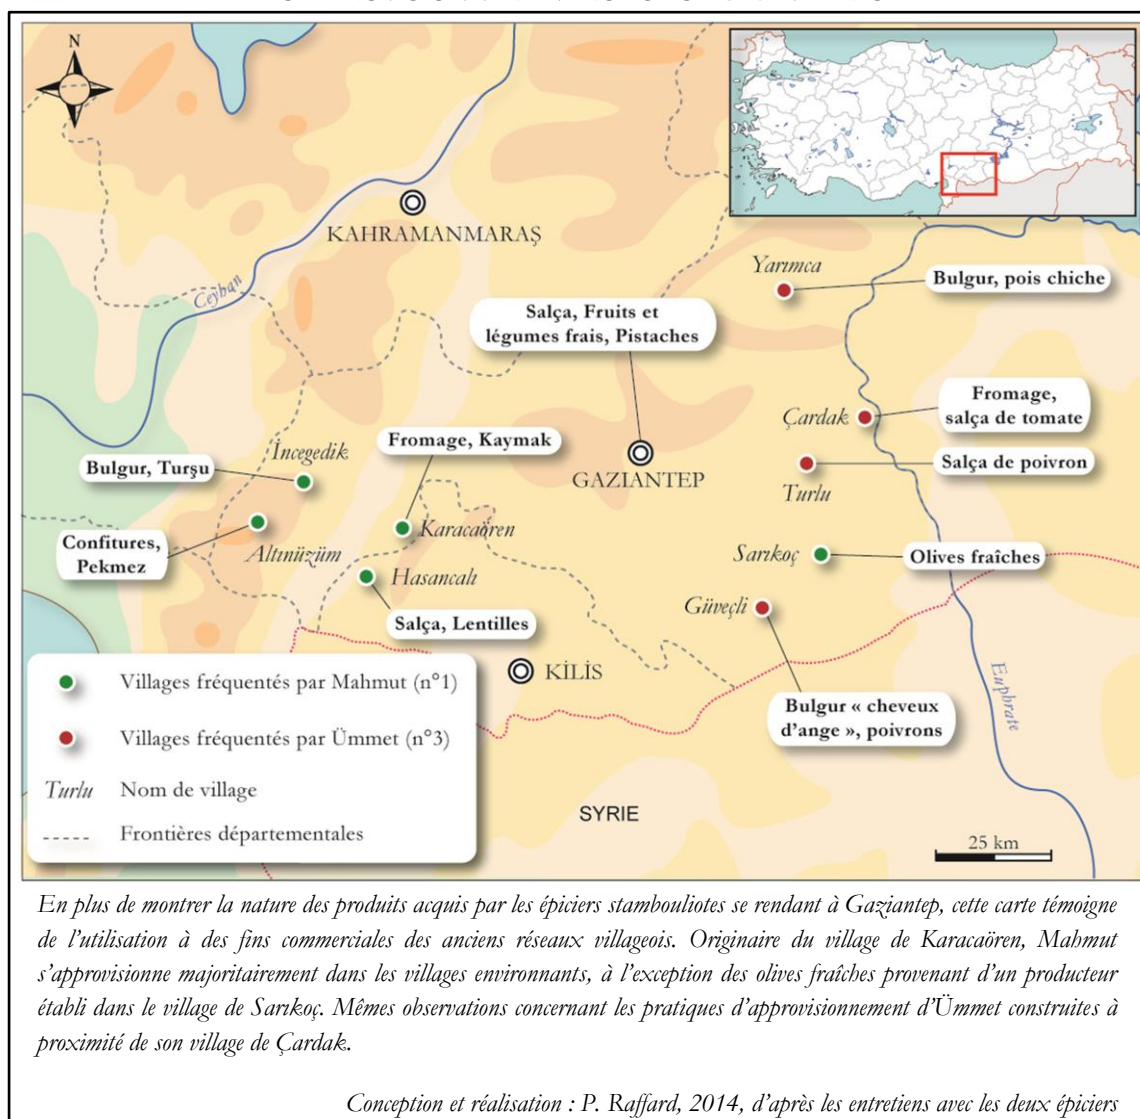 N
KAHRAMANMARAŞ
Ceyhan
Yarımca
Bulgur, pois chiche
Salça, Fruits et
légumes frais, Pistaches
Fromage,
salça de tomate
Çardak
GAZIANTEP
Salça de poivron
Turlu
İncegedik
Fromage, Kaymak
Bulgur, Turşu
Karacaören
Confitures,
Pekmez
Altınüzüm
Hasancalı
Sarıkoç
Olives fraîches
Salça, Lentilles
Güveçli
KİLİS
Bulgur « cheveux
d'ange », poivrons
Euphrate
SYRIE
25 km
Villages fréquentés par Mahmut (n°1)
Villages fréquentés par Ümmet (n°3)
Turlu Nom de village
Frontières départementales
En plus de montrer la nature des produits acquis par les épiciers stambouliotes se rendant à Gaziantep, cette carte témoigne
de l'utilisation à des fins commerciales des anciens réseaux villageois. Originaire du village de Karacaören, Mahmut
s'approvisionne majoritairement dans les villages environnants, à l'exception des olives fraîches provenant d'un producteur
établi dans le village de Sarıkoç. Mêmes observations concernant les pratiques d'approvisionnement d'Ümmet construites à
proximité de son village de Çardak.
Conception et réalisation : P. Raffard, 2014, d'après les entretiens avec les deux épiciers